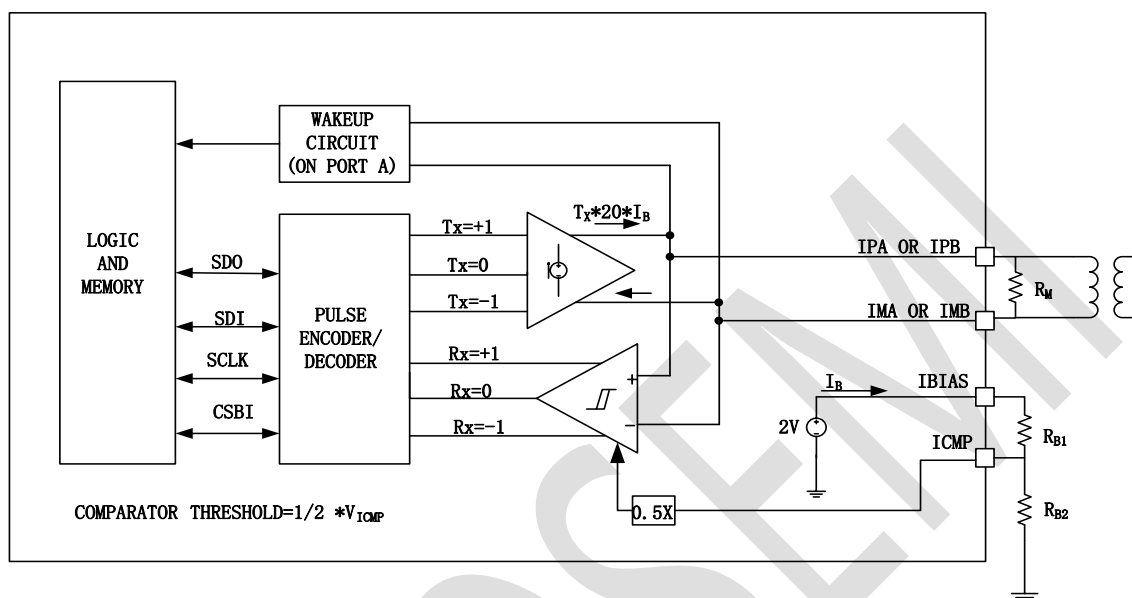 WAKEUP
CIRCUIT
(ON PORT A)
LOGIC
AND
MEMORY
SDO
SDI
SCLK
CSBI
PULSE
ENCODER/
DECODER
Tx=+1
Tx=0
Tx=-1
Rx=+1
Rx=0
Rx=-1
TX*20*IB
i
+
-
+
-
IPA OR IPB
IMA OR IMB
RM
IB
IBIAS
2V
+
-
ICMP
RB1
RB2
0.5X
COMPARATOR THRESHOLD=1/2 *VICMP
OSEMI